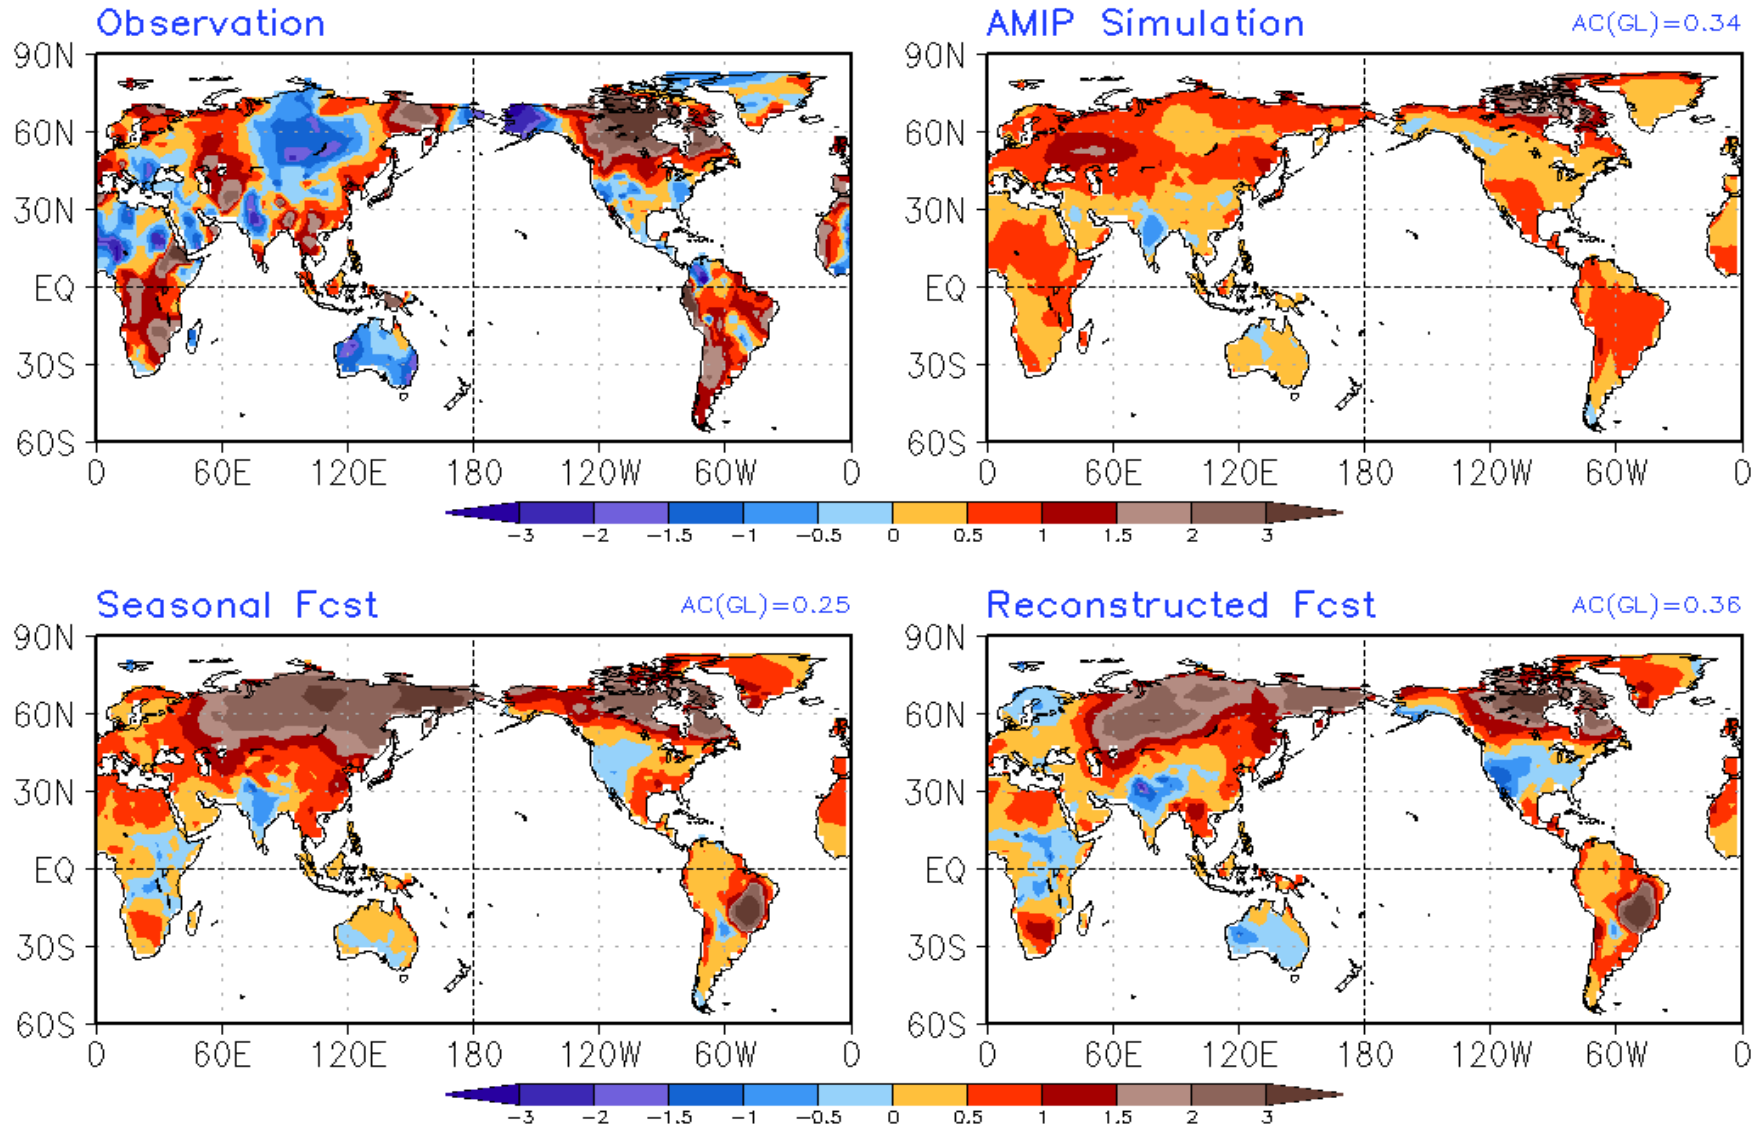 Observation
AMIP Simulation AC(GL)=0.34
90N 60N 30N EQ 30S 60S
0 60E 120E 180 120W 60W 0
90N 60N 30N EQ 30S 60S
0 60E 120E 180 120W 60W 0
-3 -2 -1.5 -1 -0.5 0 0.5 1 1.5 2 3
Seasonal Fcst AC(GL)=0.25
Reconstructed Fcst AC(GL)=0.36
90N 60N 30N EQ 30S 60S
0 60E 120E 180 120W 60W 0
90N 60N 30N EQ 30S 60S
0 60E 120E 180 120W 60W 0
-3 -2 -1.5 -1 -0.5 0 0.5 1 1.5 2 3